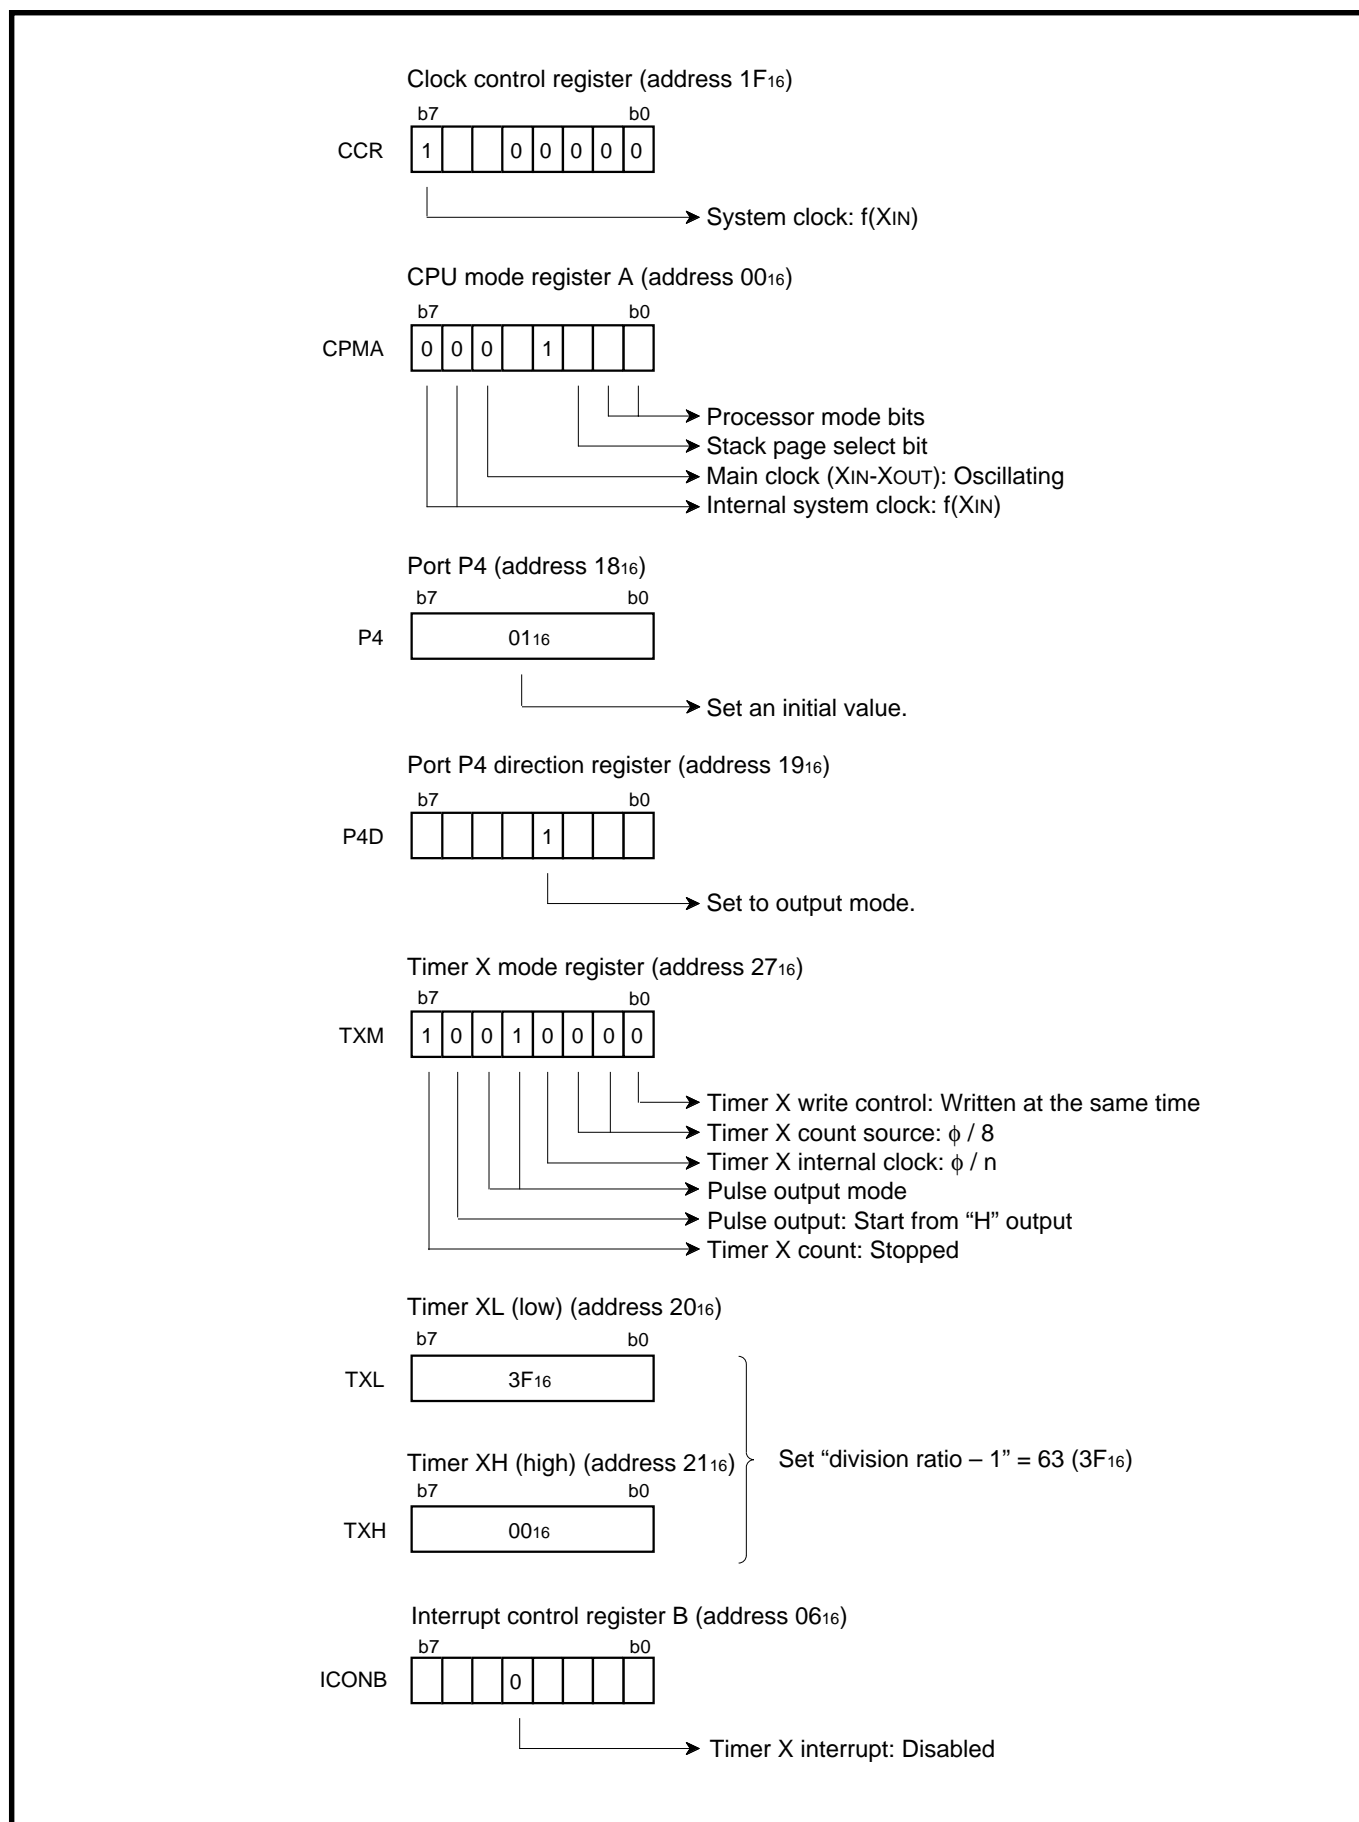 Clock control register (address 1F16)
b7 b0
CCR 1 0 0 0 0 0
System clock: f(XIN)
CPU mode register A (address 0016)
b7 b0
CPMA 0 0 0 1
Processor mode bits
Stack page select bit
Main clock (XIN-XOUT): Oscillating
Internal system clock: f(XIN)
Port P4 (address 1816)
b7 b0
P4 0116
Set an initial value.
Port P4 direction register (address 1916)
b7 b0
P4D 1
Set to output mode.
Timer X mode register (address 2716)
b7 b0
TXM 1 0 0 1 0 0 0 0
Timer X write control: Written at the same time
Timer X count source: ϕ / 8
Timer X internal clock: ϕ / n
Pulse output mode
Pulse output: Start from “H” output
Timer X count: Stopped
Timer XL (low) (address 2016)
b7 b0
TXL 3F16
Timer XH (high) (address 2116)
Set “division ratio – 1” = 63 (3F16)
b7 b0
TXH 0016
Interrupt control register B (address 0616)
b7 b0
ICONB 0
Timer X interrupt: Disabled